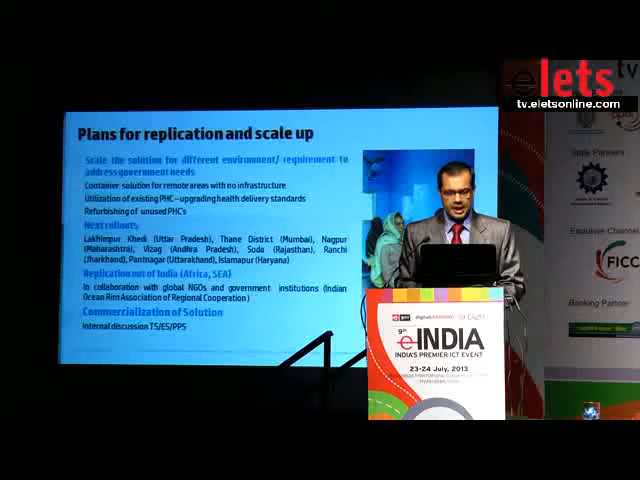 elets tv
tv.eletsonline.com
Plans for replication and scale up
Scale the solution for different environment/ requirement to
address government needs
Container solution for remote areas with no infrastructure
Utilization of existing PHC – upgrading health delivery standards
Refurbishing of unused PHC's
Next rollouts
Lakhimpur Khedi (Uttar Pradesh), Thane District (Mumbai), Nagpur
(Maharashtra), Vizag (Andhra Pradesh), Soda (Rajasthan), Ranchi
(Jharkhand), Pantnagar (Uttarakhand), Islamapur (Haryana)
Replication out of India (Africa, SEA)
In collaboration with global NGOs and government institutions (Indian
Ocean Rim Association of Regional Cooperation )
Commercialization of Solution
Internal discussion TS/ES/PPS
State Partners
Exclusive Channel
FICC
Banking Partner
9th
eINDIA
INDIA'S PREMIER ICT EVENT
23-24 July, 2013